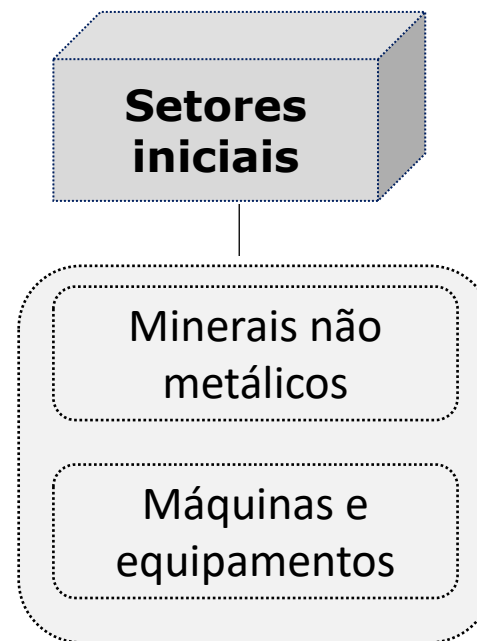 Setores
iniciais
Minerais não
metálicos
Máquinas e
equipamentos